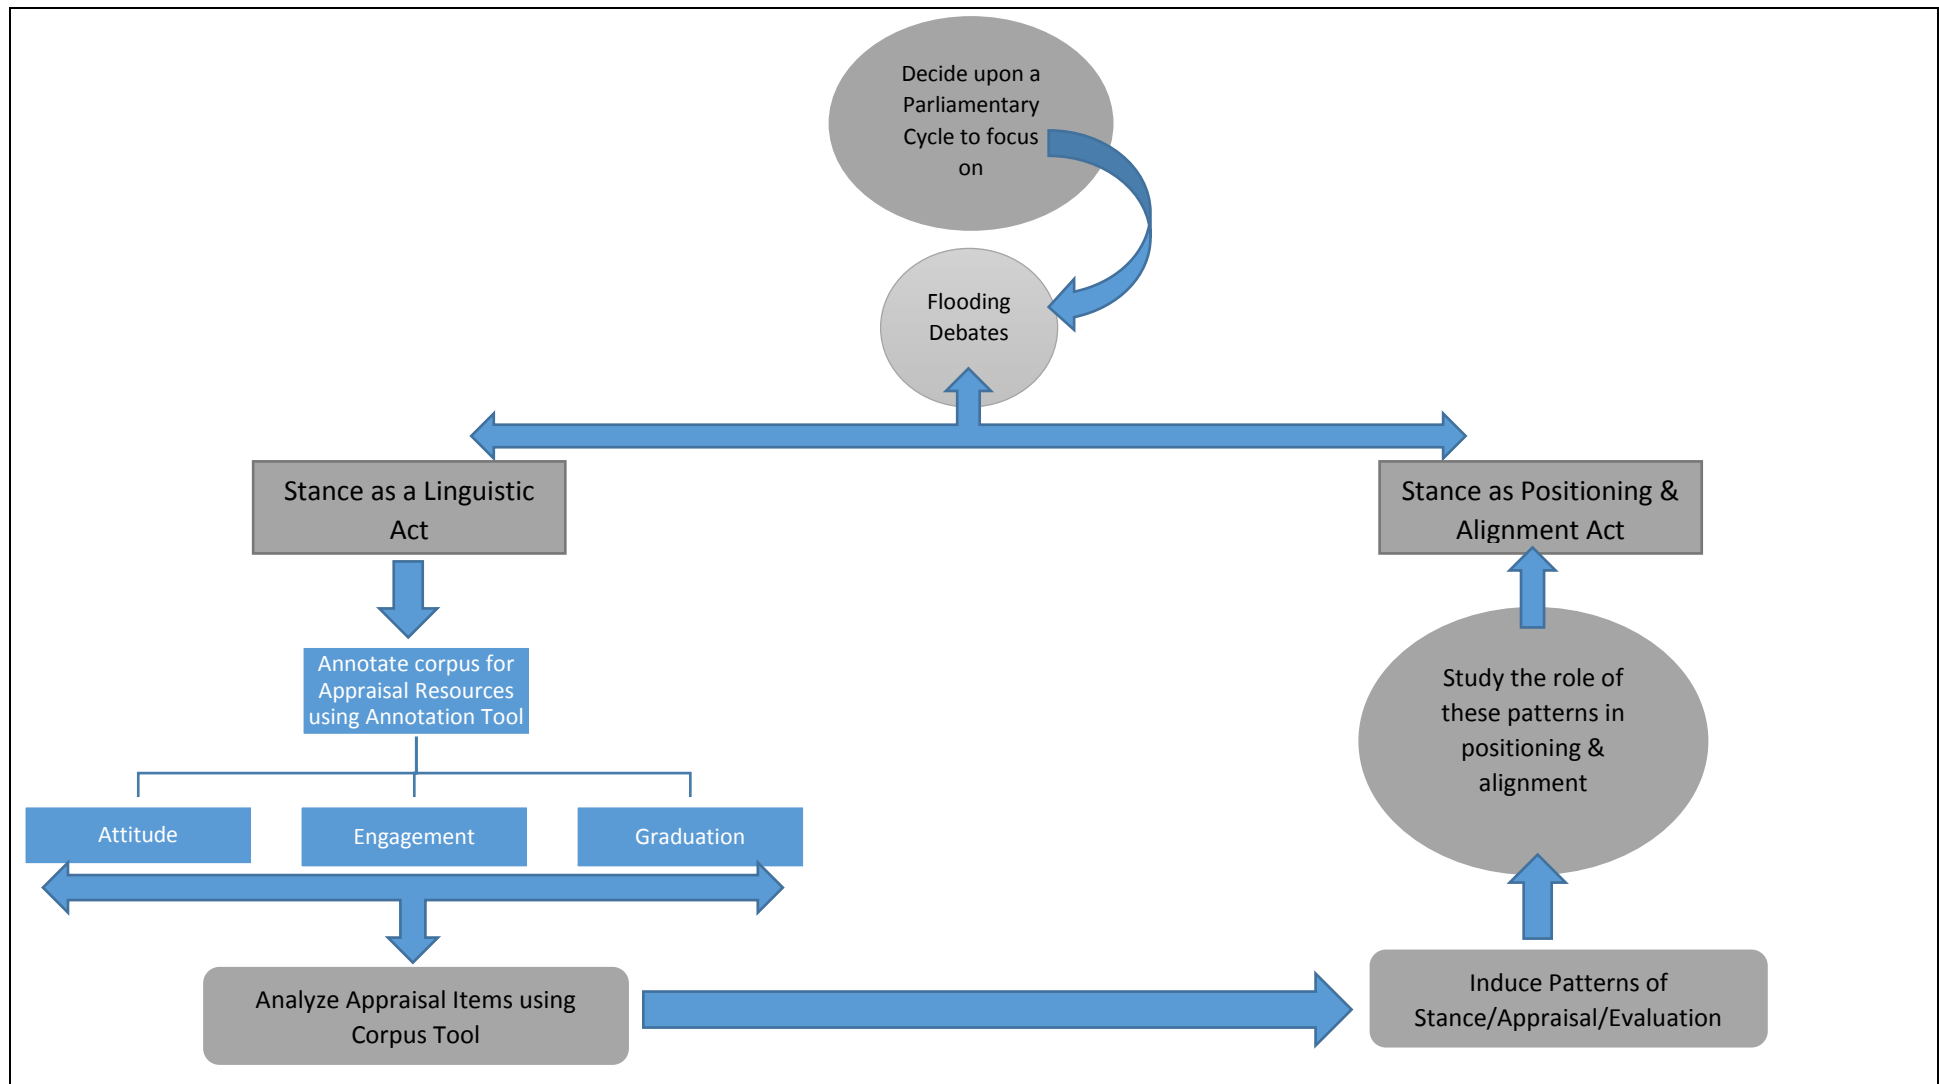 Decide upon a
Parliamentary
Cycle to focus
on
Flooding
Debates
Stance as a Linguistic
Act
Stance as Positioning &
Alignment Act
Annotate corpus for
Appraisal Resources
using Annotation Tool
Study the role of
these patterns in
positioning &
alignment
Attitude
Engagement
Graduation
Analyze Appraisal Items using
Corpus Tool
Induce Patterns of
Stance/Appraisal/Evaluation